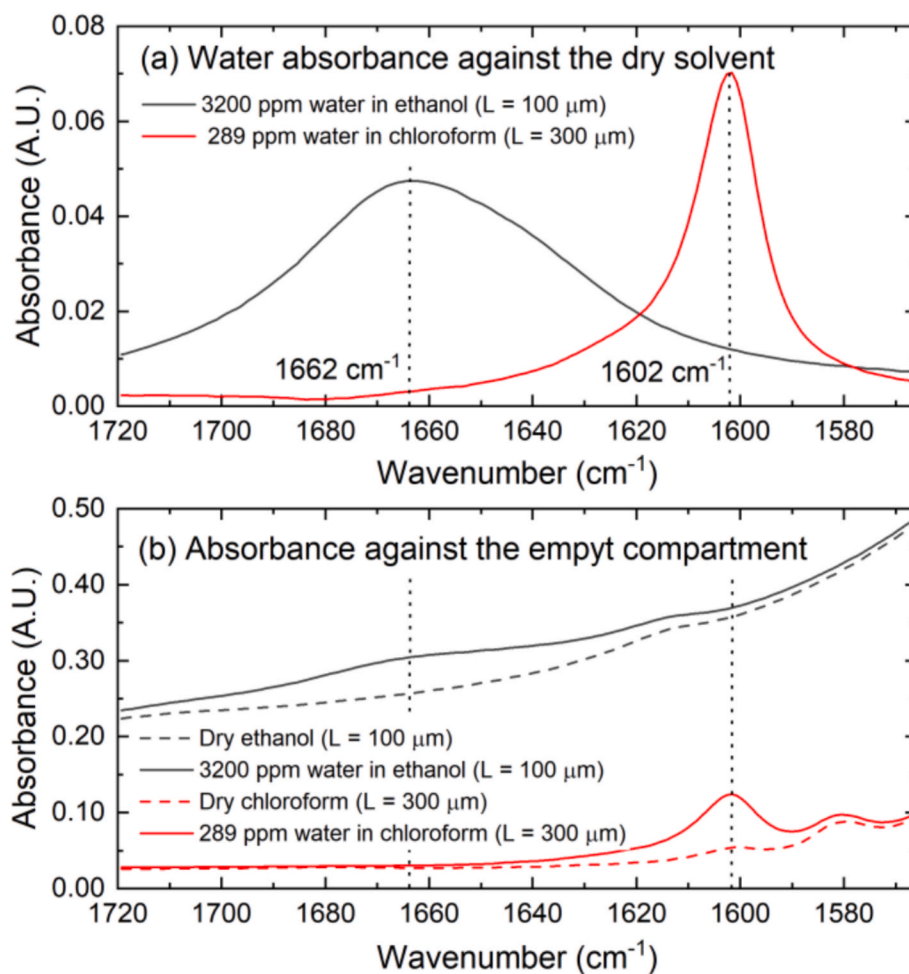 (a) Water absorbance against the dry solvent
3200 ppm water in ethanol (L = 100 μm)
289 ppm water in chloroform (L = 300 μm)
Absorbance (A.U.)
0.08
0.06
0.04
0.02
0.00
1662 cm⁻¹
1602 cm⁻¹
1720 1700 1680 1660 1640 1620 1600 1580
Wavenumber (cm⁻¹)
(b) Absorbance against the empyt compartment
Absorbance (A.U.)
0.50
0.40
0.30
0.20
0.10
0.00
Dry ethanol (L = 100 μm)
3200 ppm water in ethanol (L = 100 μm)
Dry chloroform (L = 300 μm)
289 ppm water in chloroform (L = 300 μm)
1720 1700 1680 1660 1640 1620 1600 1580
Wavenumber (cm⁻¹)